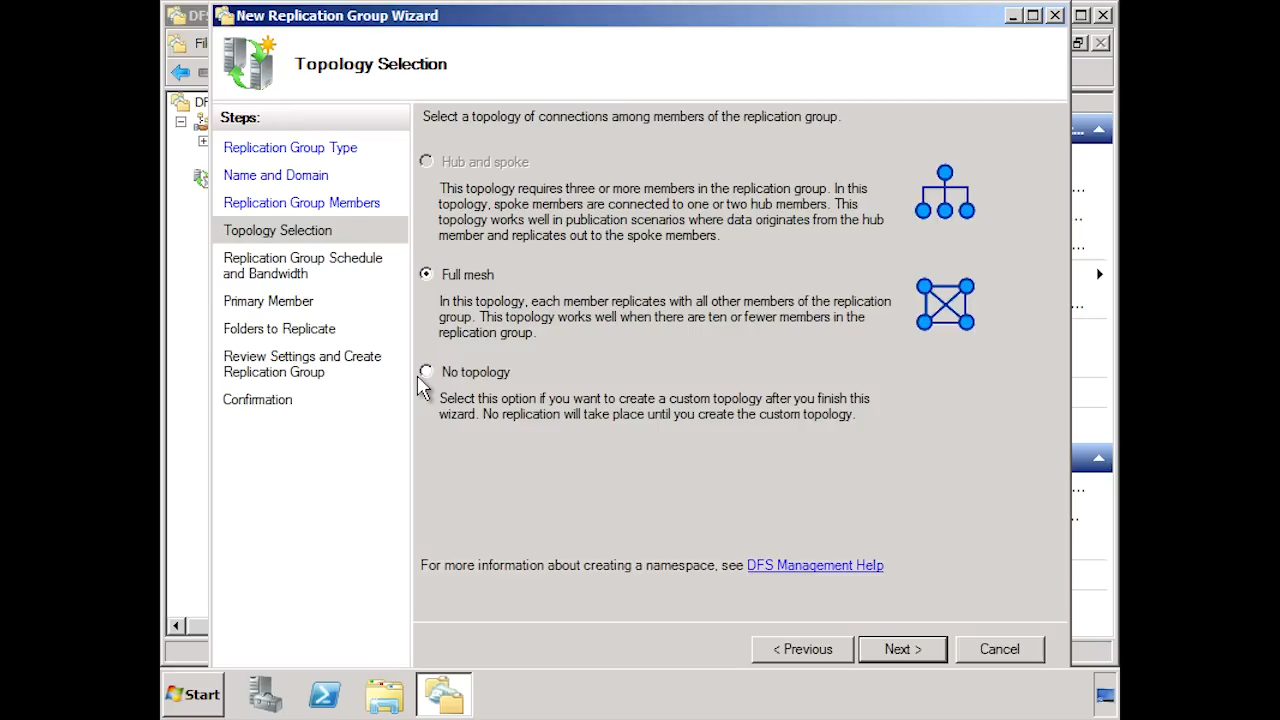 DFS
New Replication Group Wizard
Fil
Topology Selection
DF
Steps:
Replication Group Type
Name and Domain
Replication Group Members
Topology Selection
Replication Group Schedule
and Bandwidth
Primary Member
Folders to Replicate
Review Settings and Create
Replication Group
Confirmation
Select a topology of connections among members of the replication group.
Hub and spoke
This topology requires three or more members in the replication group. In this
topology, spoke members are connected to one or two hub members. This
topology works well in publication scenarios where data originates from the hub
member and replicates out to the spoke members.
Full mesh
In this topology, each member replicates with all other members of the replication
group. This topology works well when there are ten or fewer members in the
replication group.
No topology
Select this option if you want to create a custom topology after you finish this
wizard. No replication will take place until you create the custom topology.
For more information about creating a namespace, see DFS Management Help
< Previous
Next >
Cancel
Start